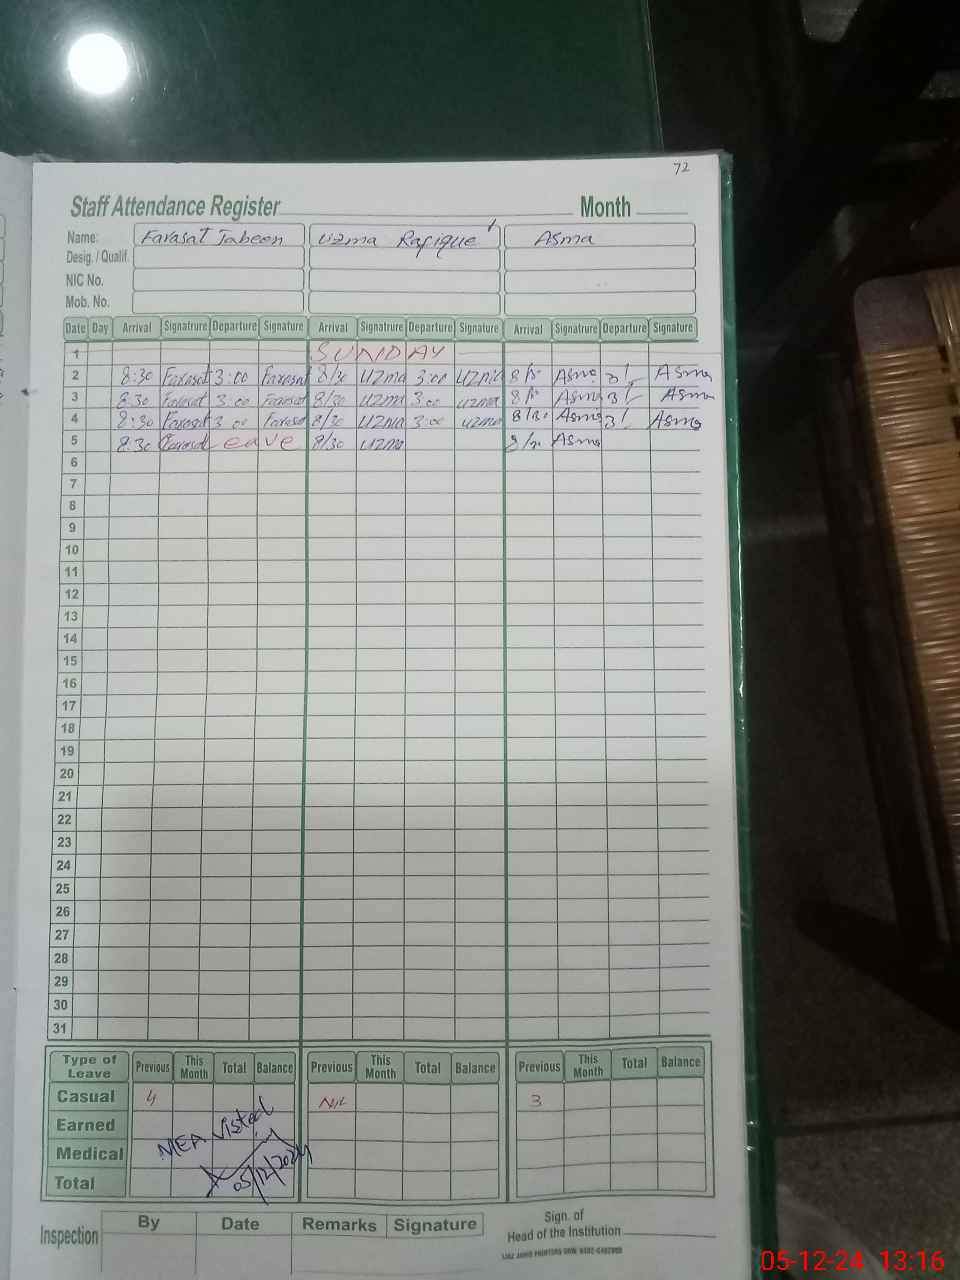 72
Staff Attendance Register Month
Name: Farasat Jabeen Uzma Rafique Asma
Desig. / Qualif.
NIC No.
Mob. No.
Date Day Arrival Signatrure Departure Signature Arrival Signatrure Departure Signature Arrival Signatrure Departure Signature
1 SUNDAY
2 8:30 Farasat 3:00 Farasat 8/30 Uzma 3:00 Uzma Asma Asma
3 8:30 Farasat 3:00 Farasat 8/30 Uzma 3:00 Uzma Asma Asma
4 8:30 Farasat 3:00 Farasat 8/30 Uzma 3:00 Uzma 8/30 Asma Asma
5 8:30 Farasat eave 8/30 Uzma Asma
6
7
8
9
10
11
12
13
14
15
16
17
18
19
20
21
22
23
24
25
26
27
28
29
30
31
Type of Leave Previous This Month Total Balance Previous This Month Total Balance Previous This Month Total Balance
Casual 4 Nil 3
Earned
Medical
Total
MEA Visted
05/12/2024
Inspection By Date Remarks Signature
Sign. of
Head of the Institution
05-12-24 13:16